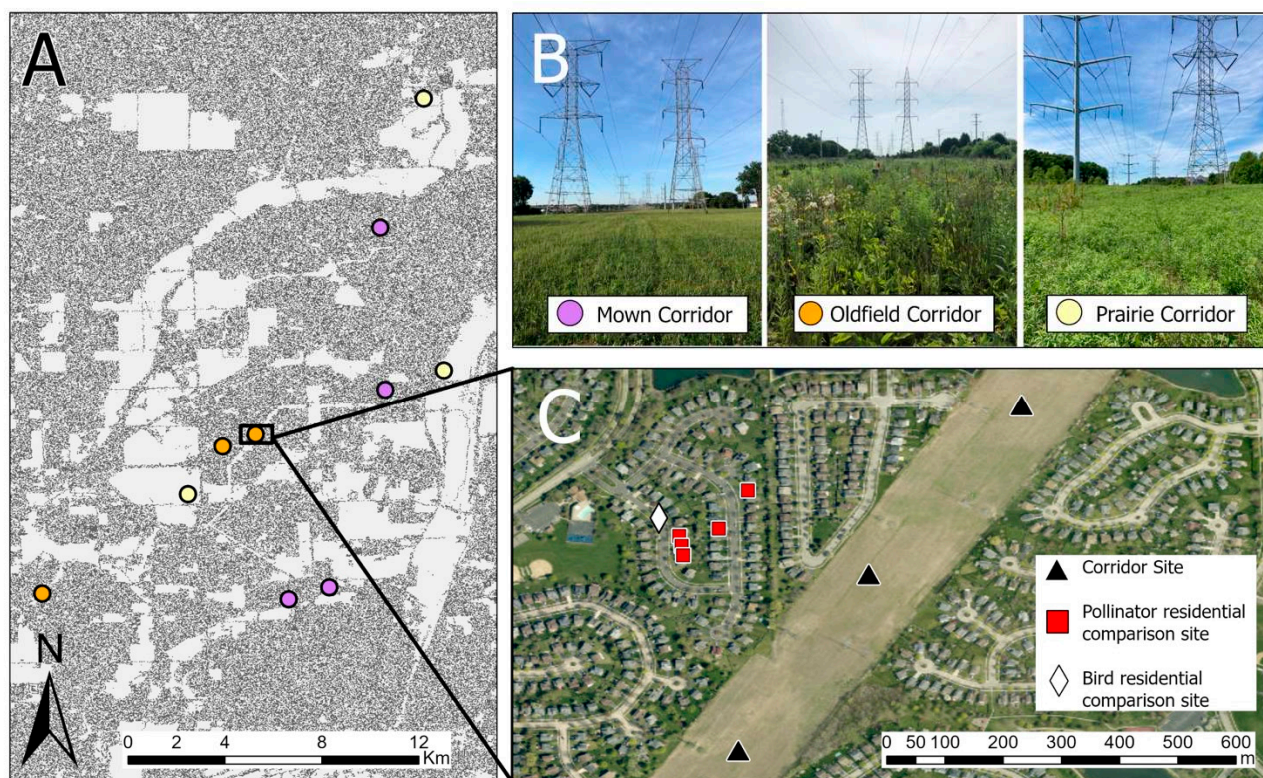 A
N
0 2 4 8 12
Km
B
Mown Corridor
Oldfield Corridor
Prairie Corridor
C
Corridor Site
Pollinator residential
comparison site
Bird residential
comparison site
0 50 100 200 300 400 500 600
m